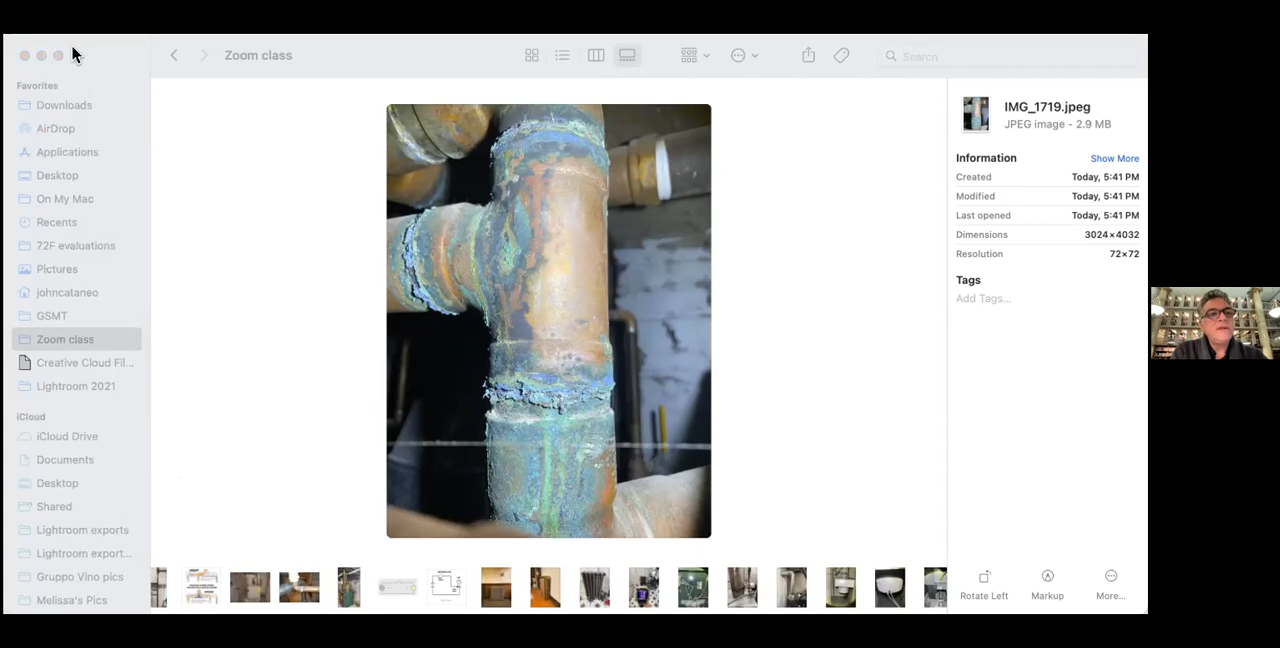 Zoom class
Search
Favorites
Downloads
AirDrop
Applications
Desktop
On My Mac
Recents
72F evaluations
Pictures
johncataneo
GSMT
Zoom class
Creative Cloud Fil...
Lightroom 2021
iCloud
iCloud Drive
Documents
Desktop
Shared
Lightroom exports
Lightroom export...
Gruppo Vino pics
Melissa's Pics
IMG_1719.jpeg
JPEG image - 2.9 MB
Information Show More
Created Today, 5:41 PM
Modified Today, 5:41 PM
Last opened Today, 5:41 PM
Dimensions 3024×4032
Resolution 72×72
Tags
Add Tags...
Rotate Left Markup More...